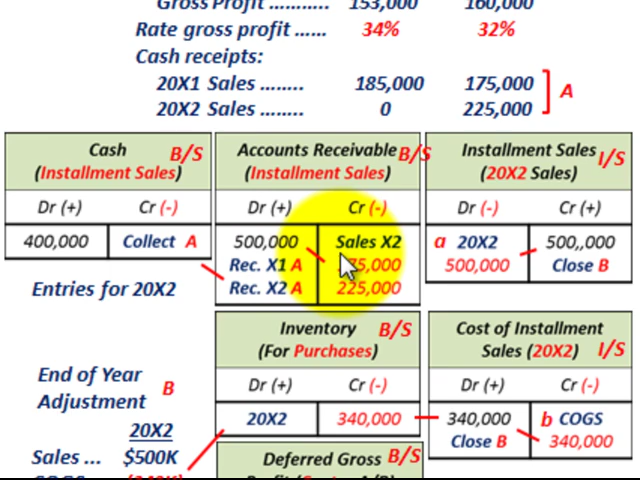 Gross Profit ........... 153,000 160,000
Rate gross profit ...... 34% 32%
Cash receipts:
20X1 Sales ........ 185,000 175,000
A
20X2 Sales ........ 0 225,000
Cash B/S
(Installment Sales)
Dr (+) Cr (-)
400,000 Collect A
Accounts Receivable B/S
(Installment Sales)
Dr (+) Cr (-)
500,000 Sales X2
Rec. X1 A 75,000
Rec. X2 A 225,000
Installment Sales I/S
(20X2 Sales)
Dr (-) Cr (+)
a 20X2 500,,000
500,000 Close B
Entries for 20X2
Inventory B/S
(For Purchases)
Dr (+) Cr (-)
20X2 340,000
Cost of Installment
Sales (20X2) I/S
Dr (+) Cr (-)
340,000 b COGS
Close B 340,000
End of Year
Adjustment B
20X2
Sales ... $500K
Deferred Gross B/S